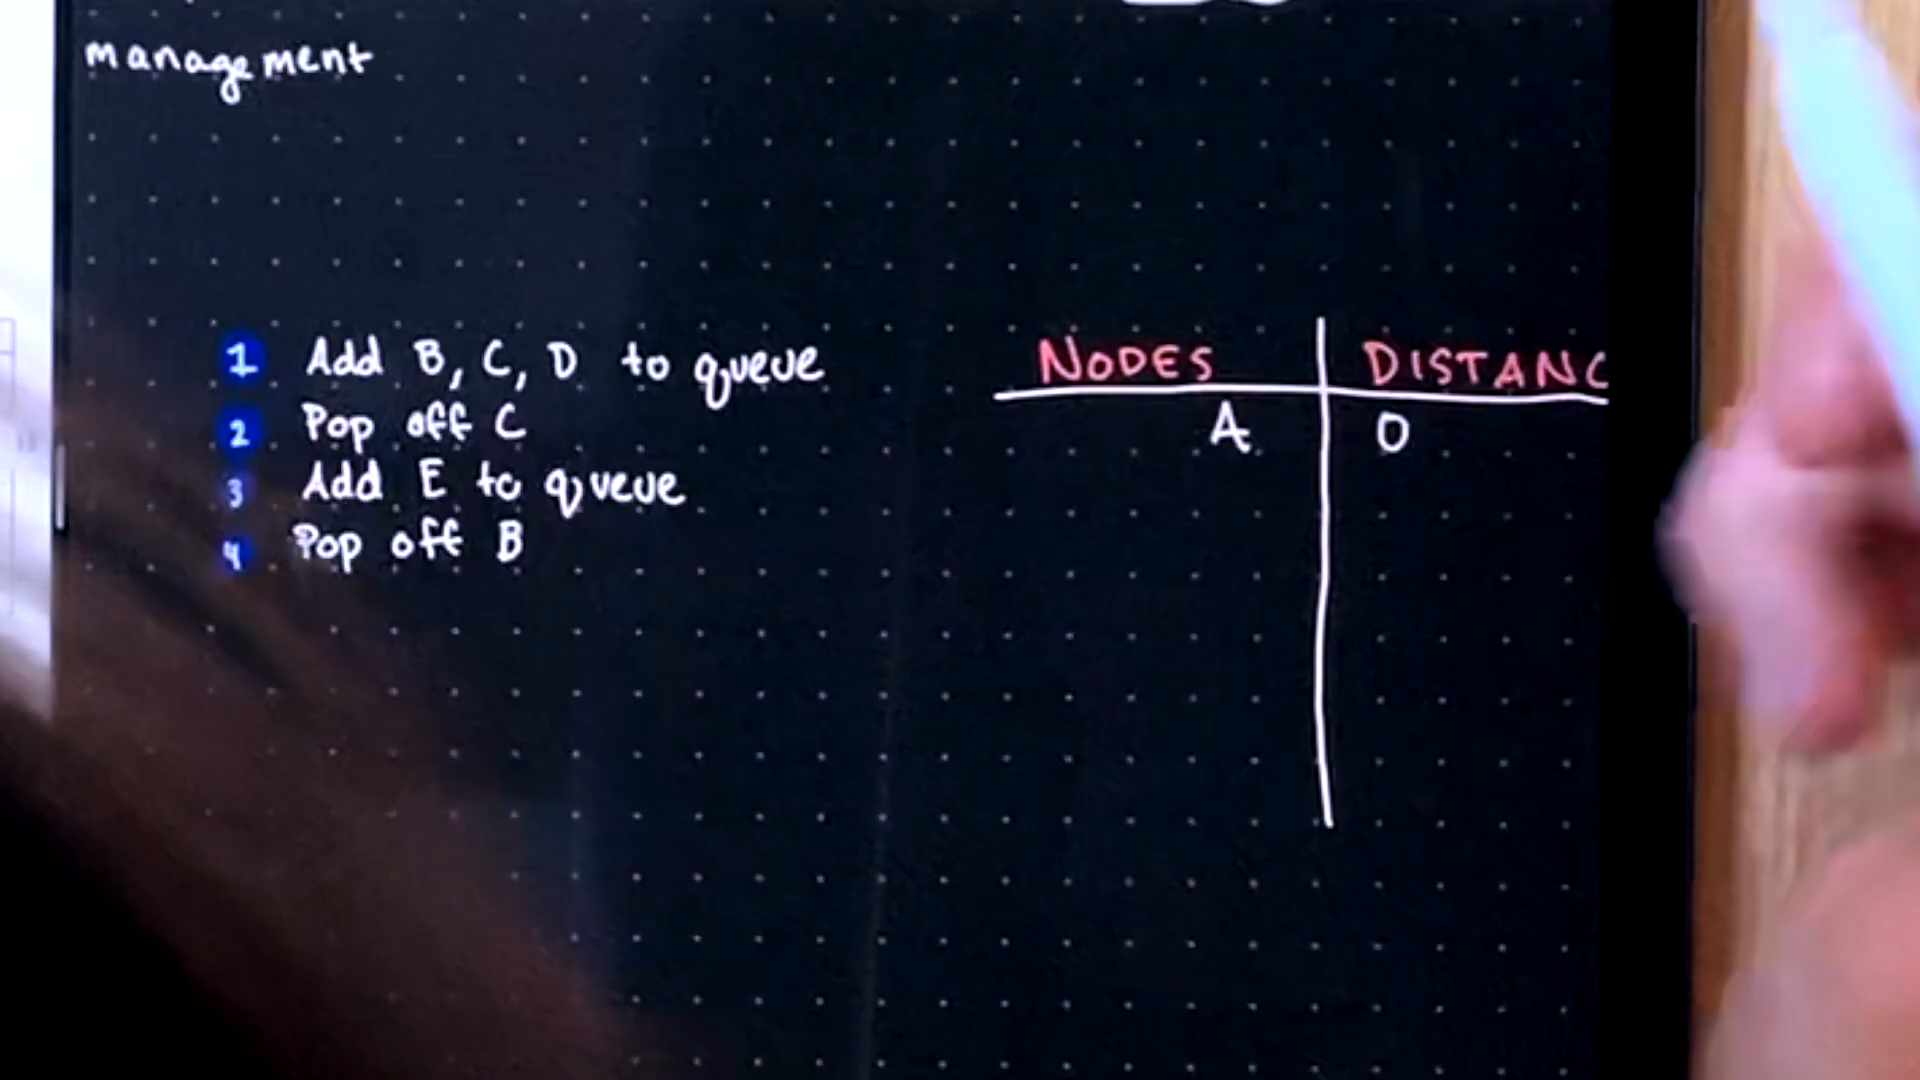 management
1 Add B, C, D to queue
2 Pop off C
3 Add E to queue
4 Pop off B
NODES DISTANC
A 0